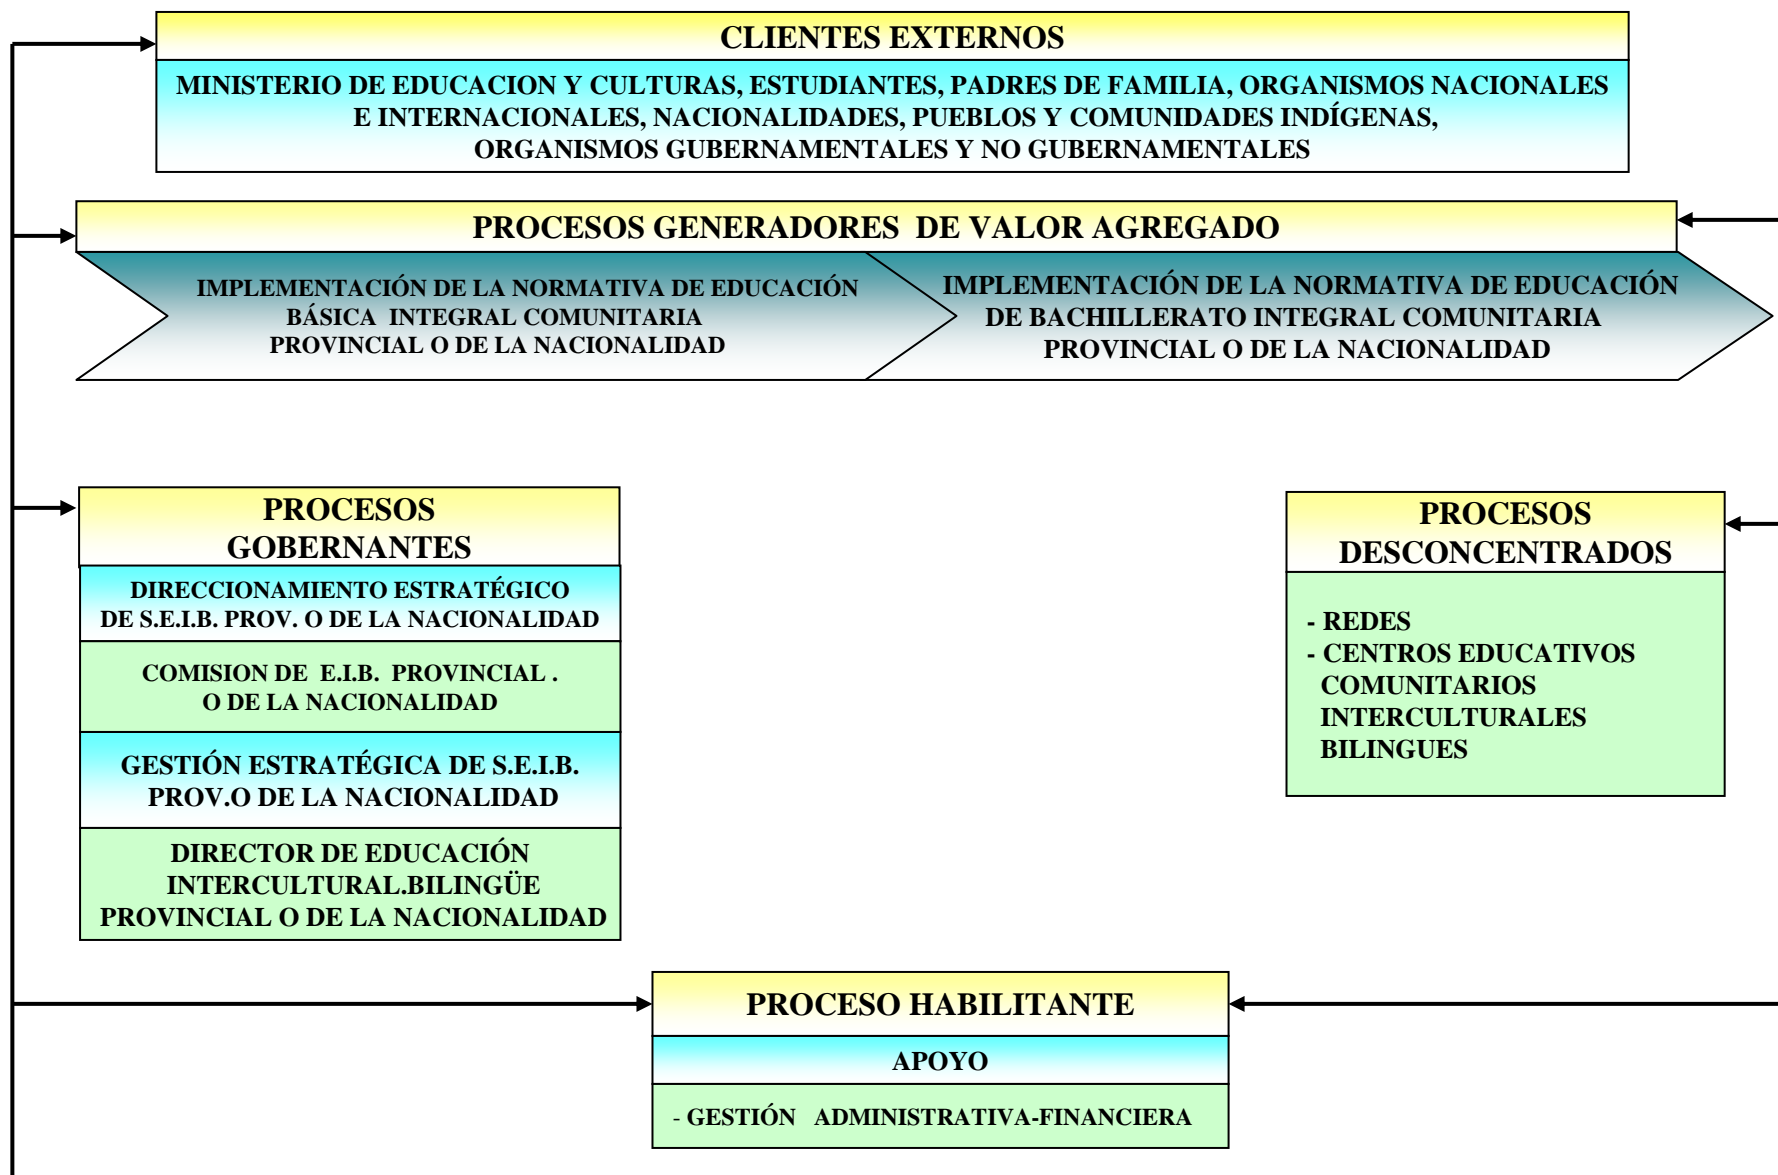 CLIENTES EXTERNOS
MINISTERIO DE EDUCACION Y CULTURAS, ESTUDIANTES, PADRES DE FAMILIA, ORGANISMOS NACIONALES
E INTERNACIONALES, NACIONALIDADES, PUEBLOS Y COMUNIDADES INDÍGENAS,
ORGANISMOS GUBERNAMENTALES Y NO GUBERNAMENTALES
PROCESOS GENERADORES DE VALOR AGREGADO
IMPLEMENTACIÓN DE LA NORMATIVA DE EDUCACIÓN
BÁSICA INTEGRAL COMUNITARIA
PROVINCIAL O DE LA NACIONALIDAD
IMPLEMENTACIÓN DE LA NORMATIVA DE EDUCACIÓN
DE BACHILLERATO INTEGRAL COMUNITARIA
PROVINCIAL O DE LA NACIONALIDAD
PROCESOS
GOBERNANTES
DIRECCIONAMIENTO ESTRATÉGICO
DE S.E.I.B. PROV. O DE LA NACIONALIDAD
COMISION DE E.I.B. PROVINCIAL .
O DE LA NACIONALIDAD
GESTIÓN ESTRATÉGICA DE S.E.I.B.
PROV.O DE LA NACIONALIDAD
DIRECTOR DE EDUCACIÓN
INTERCULTURAL.BILINGÜE
PROVINCIAL O DE LA NACIONALIDAD
PROCESOS
DESCONCENTRADOS
- REDES
- CENTROS EDUCATIVOS
COMUNITARIOS
INTERCULTURALES
BILINGUES
PROCESO HABILITANTE
APOYO
- GESTIÓN ADMINISTRATIVA-FINANCIERA